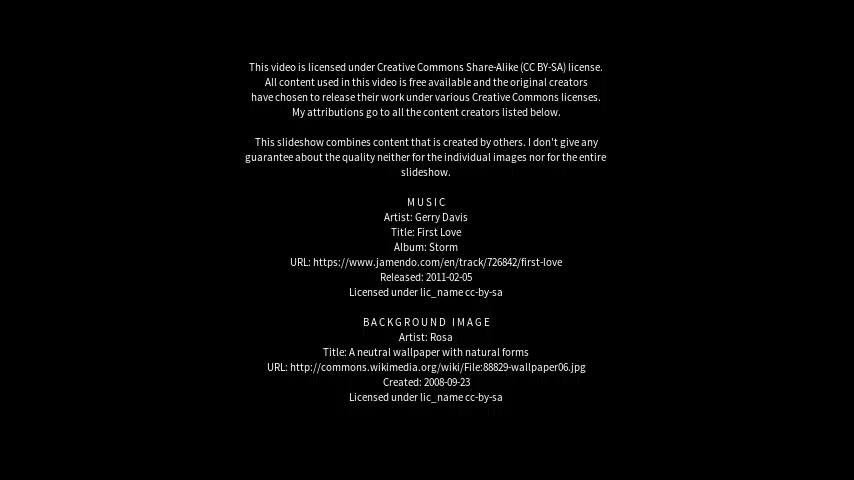 This video is licensed under Creative Commons Share-Alike (CC BY-SA) license.
All content used in this video is free available and the original creators
have chosen to release their work under various Creative Commons licenses.
My attributions go to all the content creators listed below.
This slideshow combines content that is created by others. I don't give any
guarantee about the quality neither for the individual images nor for the entire
slideshow.
MUSIC
Artist: Gerry Davis
Title: First Love
Album: Storm
URL: https://www.jamendo.com/en/track/726842/first-love
Released: 2011-02-05
Licensed under lic_name cc-by-sa
BACKGROUND IMAGE
Artist: Rosa
Title: A neutral wallpaper with natural forms
URL: http://commons.wikimedia.org/wiki/File:88829-wallpaper06.jpg
Created: 2008-09-23
Licensed under lic_name cc-by-sa